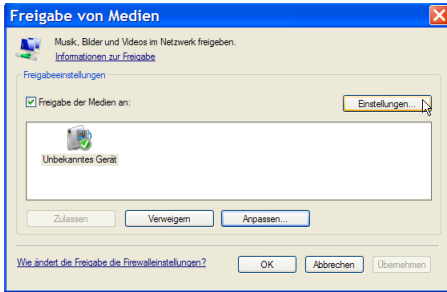 Freigabe von Medien
Musik, Bilder und Videos im Netzwerk freigeben.
Informationen zur Freigabe
Freigabeeinstellungen
Freigabe der Medien an:
Einstellungen...
Unbekanntes Gerät
Zulassen Verweigern Anpassen...
Wie ändert die Freigabe die Firewalleinstellungen?
OK Abbrechen Übernehmen